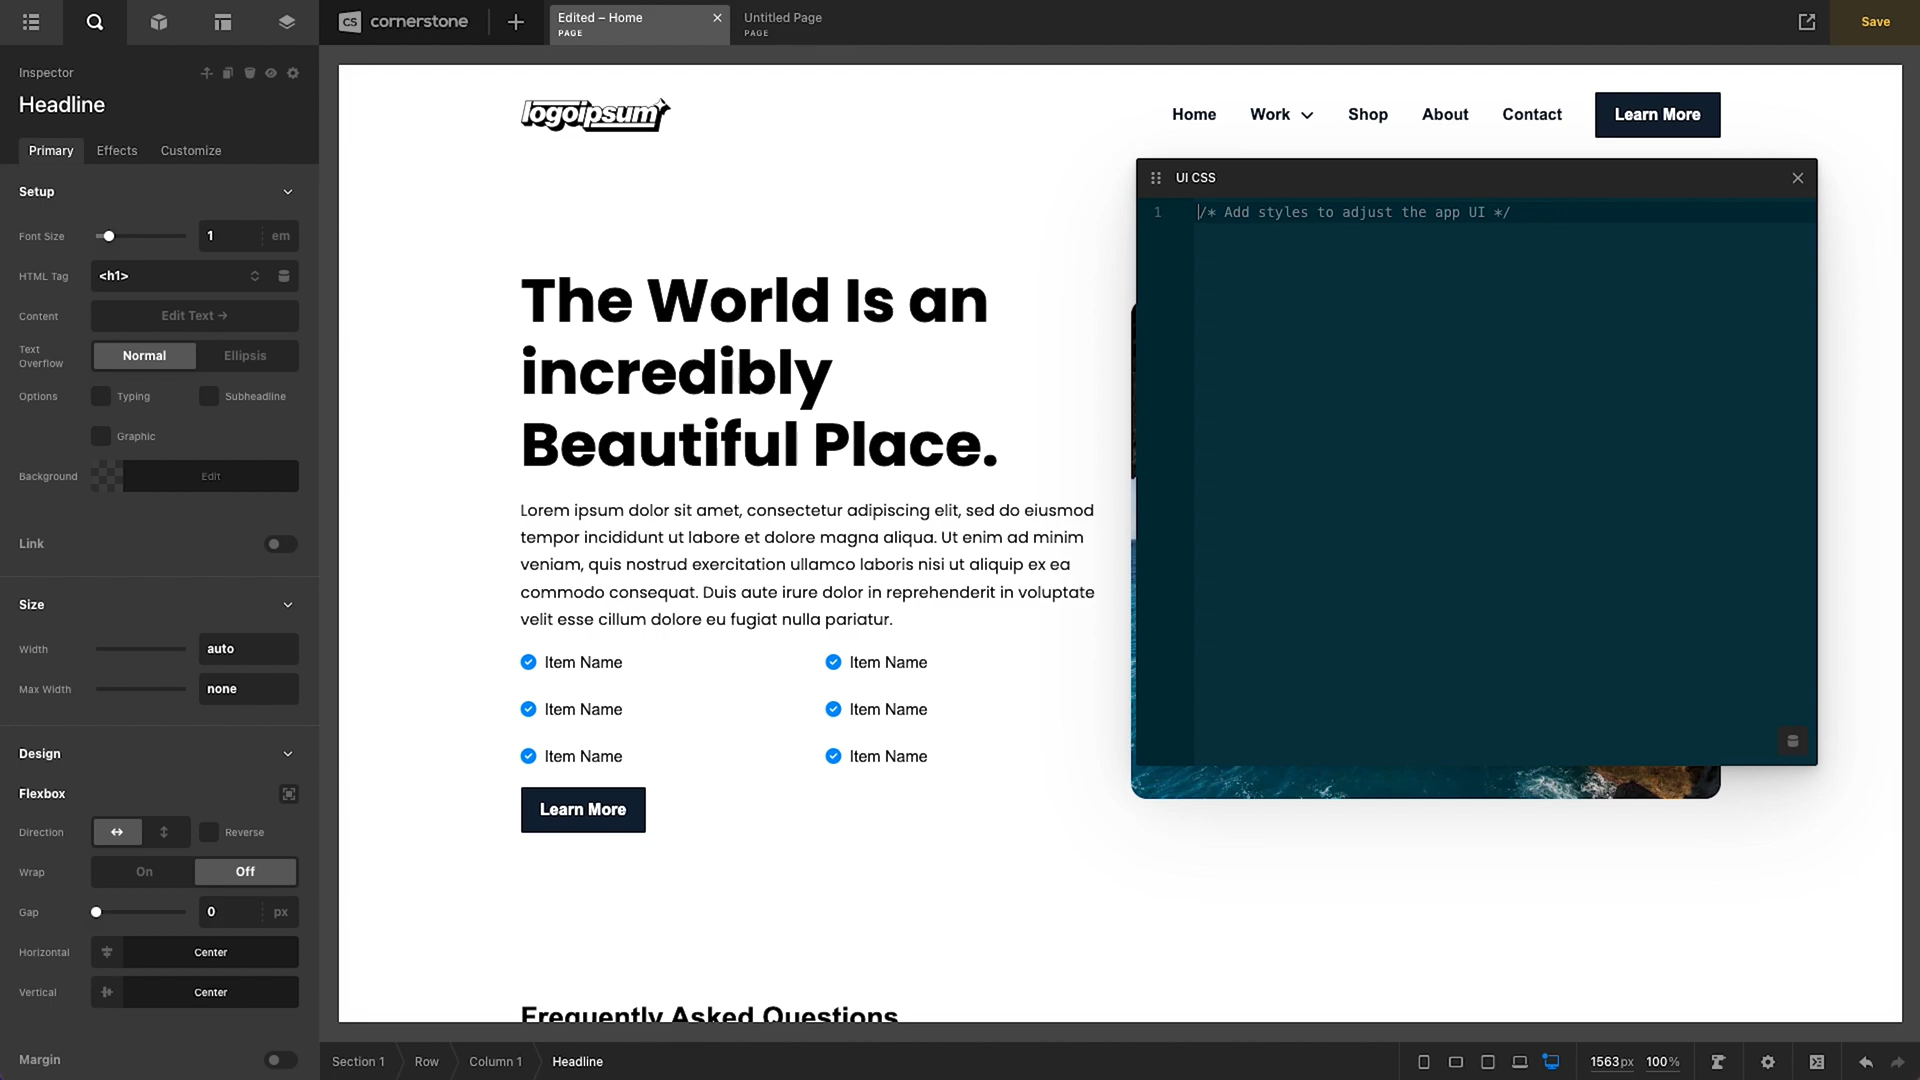 CS cornerstone
Edited – Home
PAGE
Untitled Page
PAGE
Save
Inspector
Headline
Primary
Effects
Customize
Setup
Font Size
1
em
HTML Tag
<h1>
Content
Edit Text →
Text
Overflow
Normal
Ellipsis
Options
Typing
Subheadline
Graphic
Background
Edit
Link
Size
Width
auto
Max Width
none
Design
Flexbox
Direction
Reverse
Wrap
On
Off
Gap
0
px
Horizontal
Center
Vertical
Center
Margin
logoipsum
Home
Work
Shop
About
Contact
Learn More
UI CSS
1
/* Add styles to adjust the app UI */
The World Is an
incredibly
Beautiful Place.
Lorem ipsum dolor sit amet, consectetur adipiscing elit, sed do eiusmod
tempor incididunt ut labore et dolore magna aliqua. Ut enim ad minim
veniam, quis nostrud exercitation ullamco laboris nisi ut aliquip ex ea
commodo consequat. Duis aute irure dolor in reprehenderit in voluptate
velit esse cillum dolore eu fugiat nulla pariatur.
Item Name
Item Name
Item Name
Item Name
Item Name
Item Name
Learn More
Frequently Asked Questions
Section 1
Row
Column 1
Headline
1563px
100%